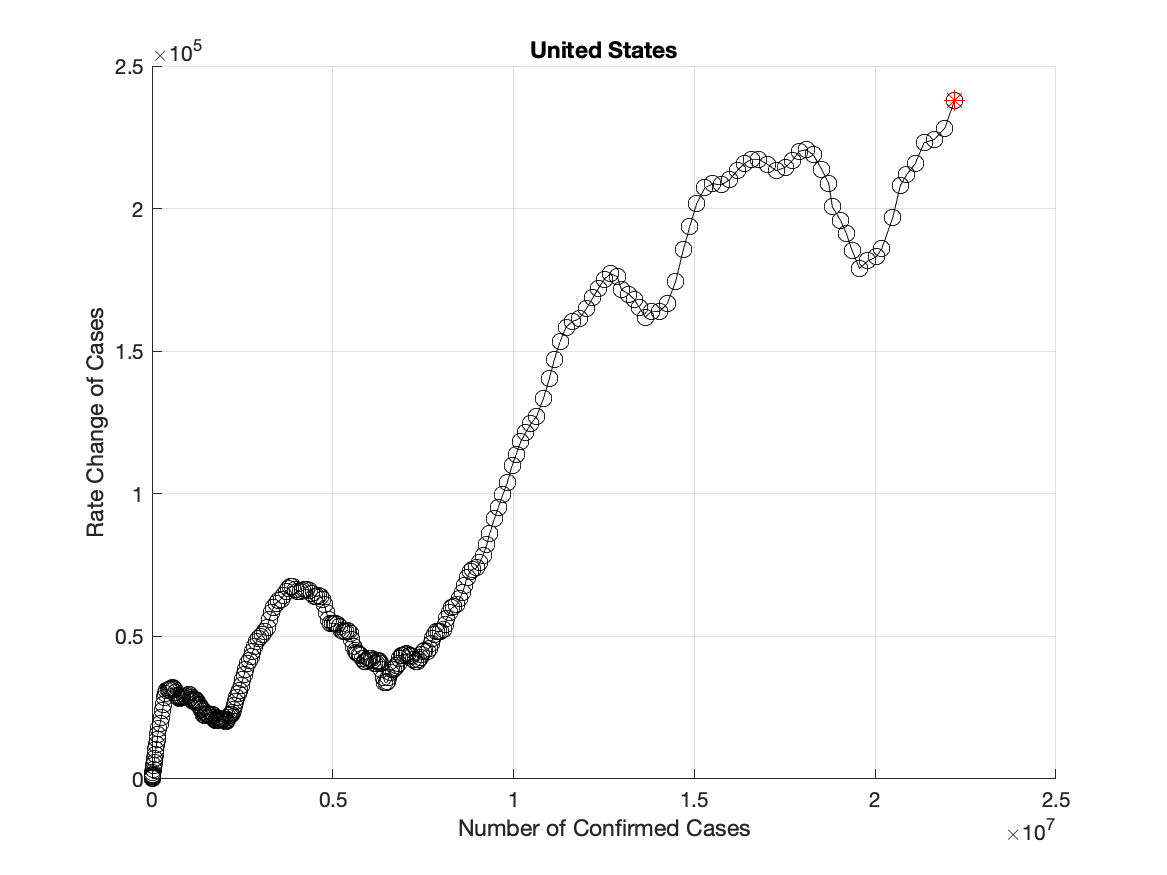 United States
×10^5
2.5
2
1.5
1
0.5
0
Rate Change of Cases
0 0.5 1 1.5 2 2.5
Number of Confirmed Cases
×10^7